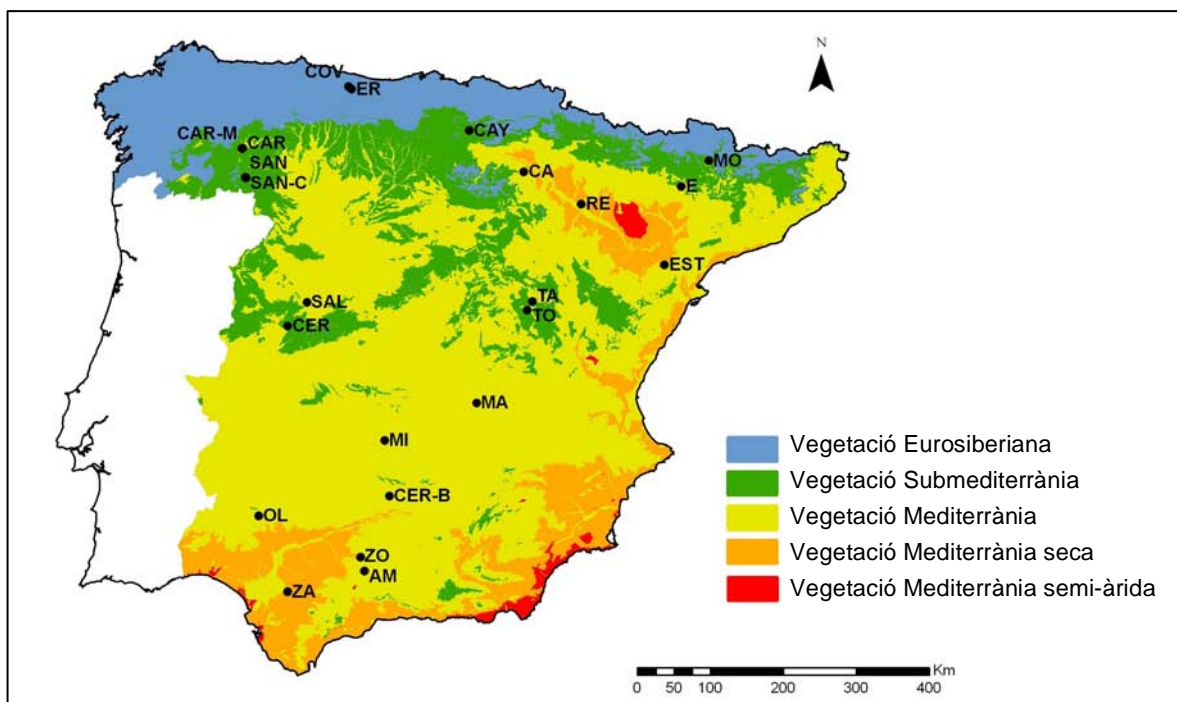 N
COV
ER
CAR-M
CAR
CAY
SAN
MO
SAN-C
CA
E
RE
EST
SAL
TA
TO
CER
MA
MI
CER-B
OL
ZO
AM
ZA
Vegetació Eurosiberiana
Vegetació Submediterrània
Vegetació Mediterrània
Vegetació Mediterrània seca
Vegetació Mediterrània semi-àrida
Km
0 50 100 200 300 400